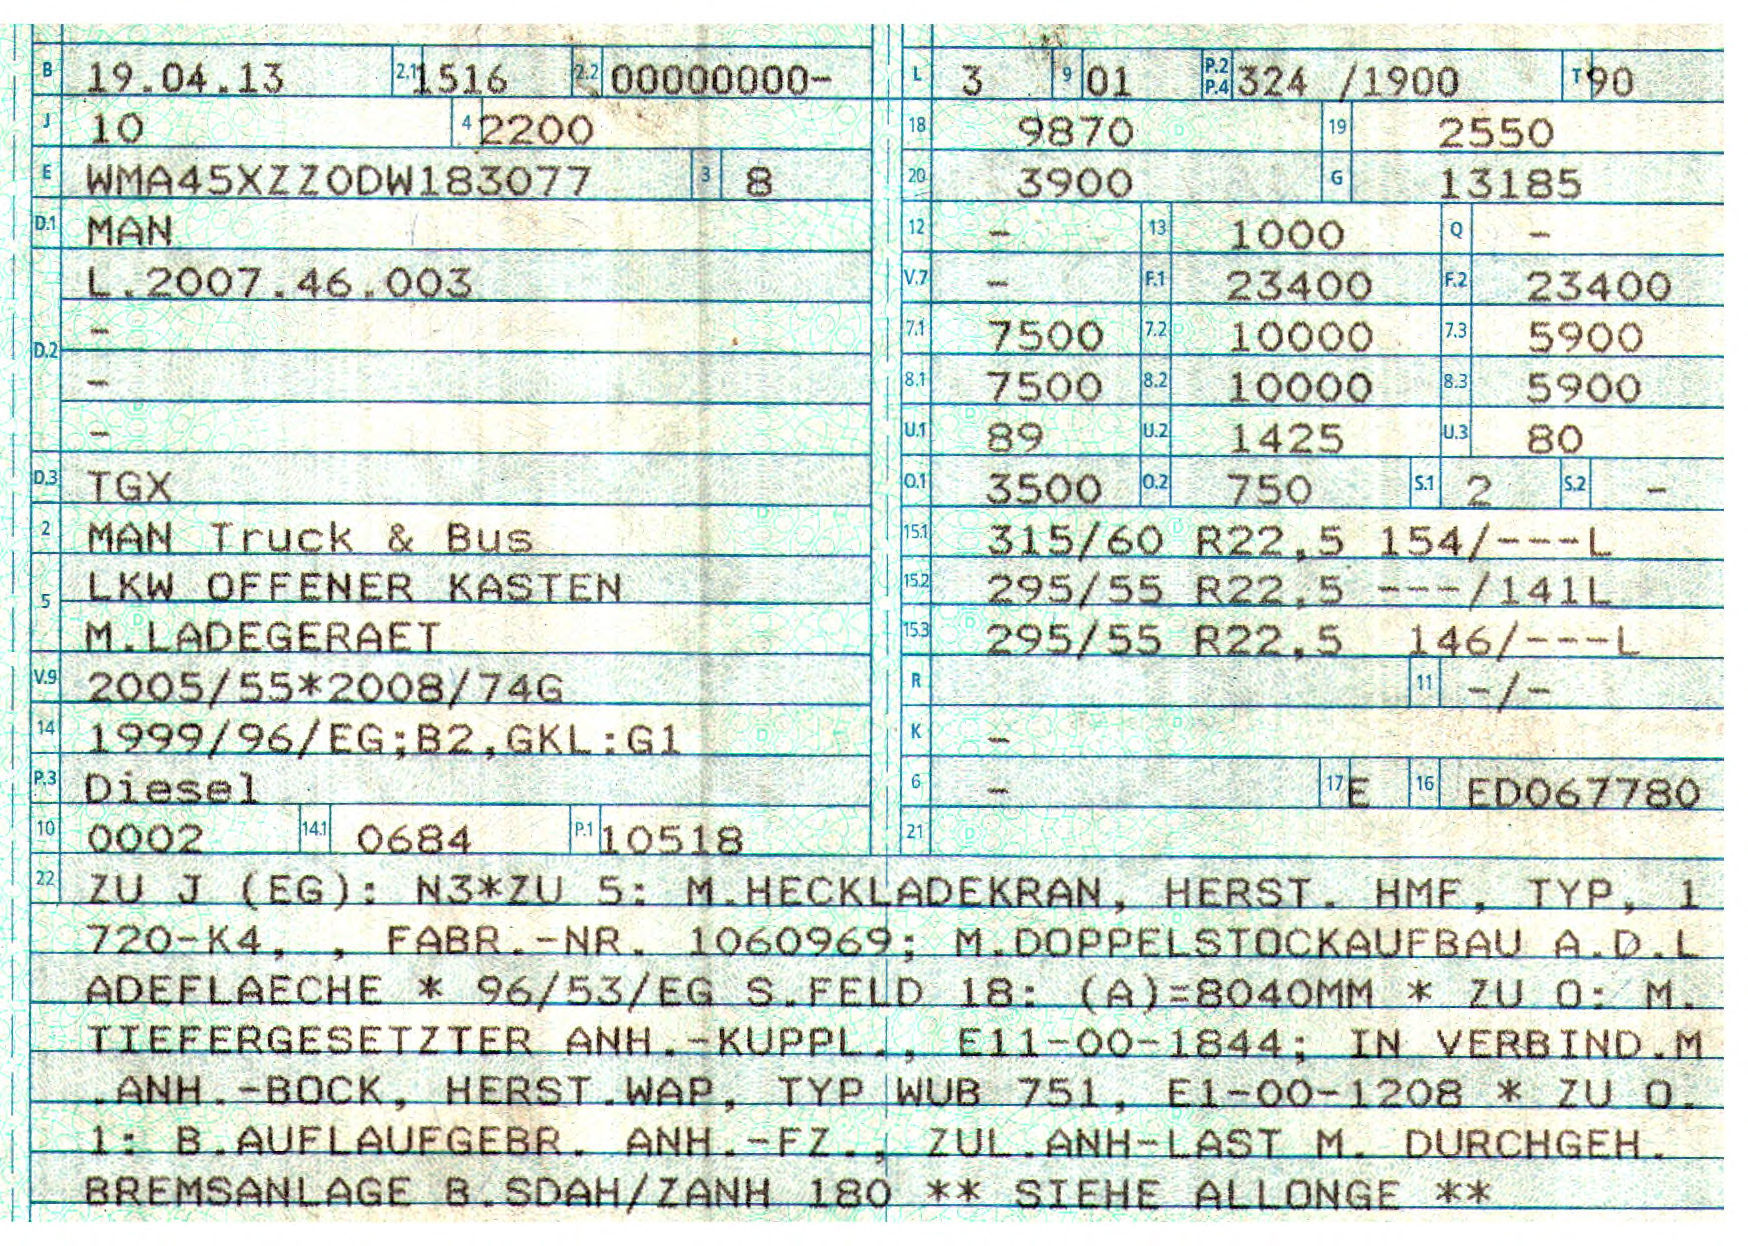 B 19.04.13 2.1 1516 2.2 00000000-
J 10 4 2200
E WMA45XZZ0DW183077 3 8
D.1 MAN
L.2007.46.003
-
D.2
-
-
D.3 TGX
2 MAN Truck & Bus
5 LKW OFFENER KASTEN
M.LADEGERAET
V.9 2005/55*2008/74G
14 1999/96/EG;B2,GKL:G1
P.3 Diesel
10 0002 14.1 0684 P.1 10518
L 3 9 01 P.2 P.4 324 /1900 T 90
18 9870 19 2550
20 3900 G 13185
12 - 13 1000 Q -
V.7 - F.1 23400 F.2 23400
7.1 7500 7.2 10000 7.3 5900
8.1 7500 8.2 10000 8.3 5900
U.1 89 U.2 1425 U.3 80
O.1 3500 O.2 750 S.1 2 S.2 -
15.1 315/60 R22,5 154/---L
15.2 295/55 R22,5 ---/141L
15.3 295/55 R22,5 146/---L
R 11 -/-
K -
6 - 17 E 16 ED067780
21
22 ZU J (EG): N3*ZU 5: M.HECKLADEKRAN, HERST. HMF, TYP, 1
720-K4, , FABR.-NR. 1060969; M.DOPPELSTOCKAUFBAU A.D.L
ADEFLAECHE * 96/53/EG S.FELD 18: (A)=8040MM * ZU O: M.
TIEFERGESETZTER ANH.-KUPPL., E11-00-1844; IN VERBIND.M
.ANH.-BOCK, HERST.WAP, TYP WUB 751, E1-00-1208 * ZU O.
1: B.AUFLAUFGEBR. ANH.-FZ., ZUL.ANH-LAST M. DURCHGEH.
BREMSANLAGE B.SDAH/ZANH 180 ** SIEHE ALLONGE **